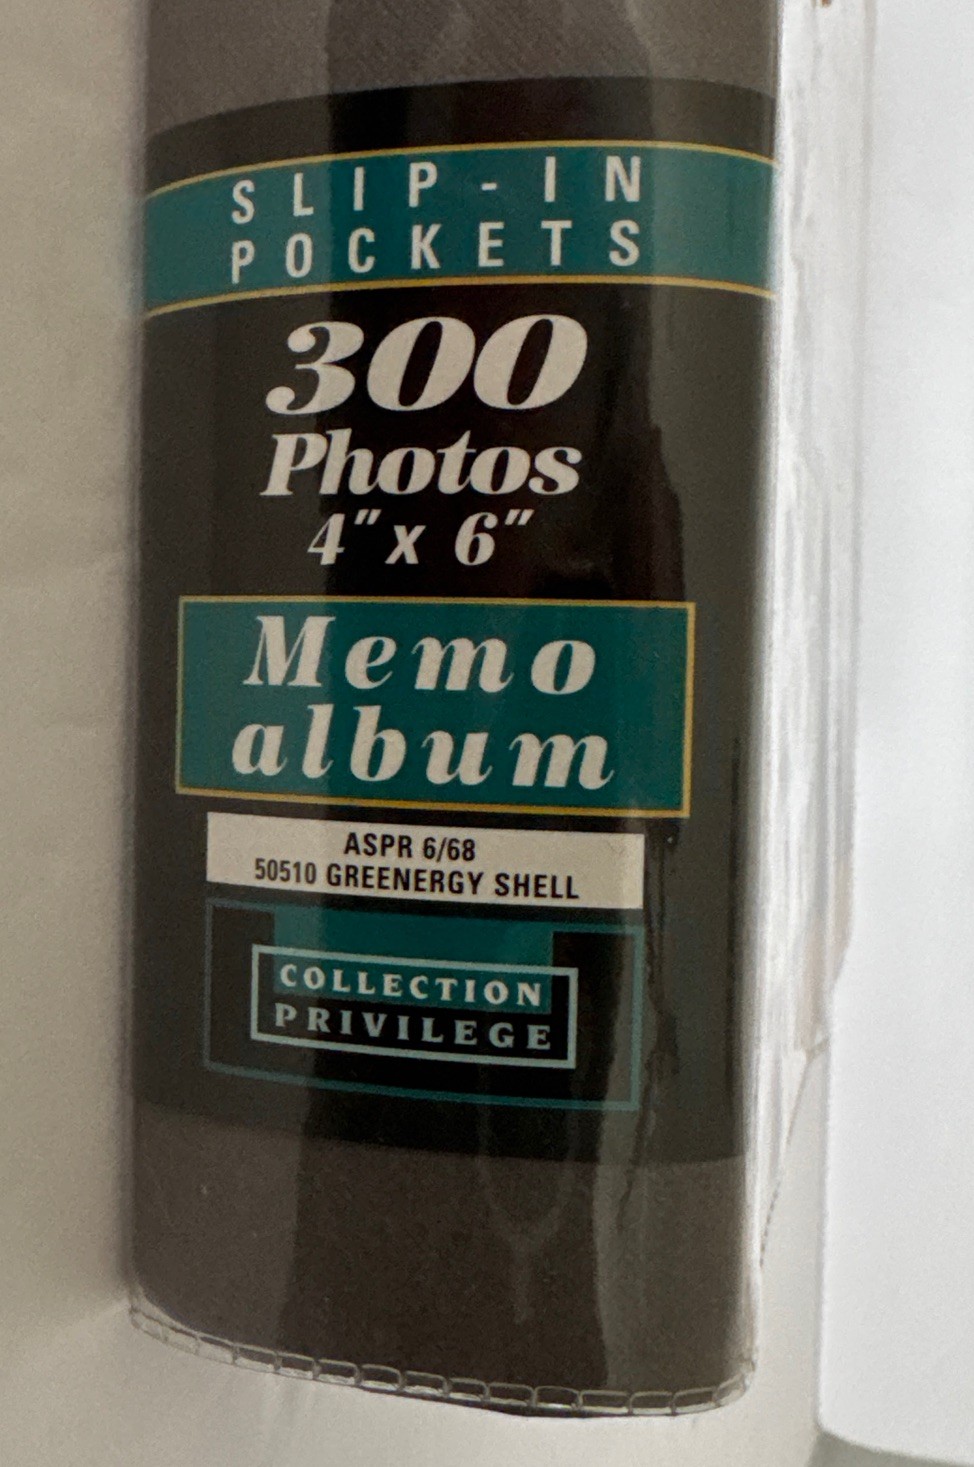 SLIP-IN
POCKETS
300
Photos
4" x 6"
Memo
album
ASPR 6/68
50510 GREENERGY SHELL
COLLECTION
PRIVILEGE